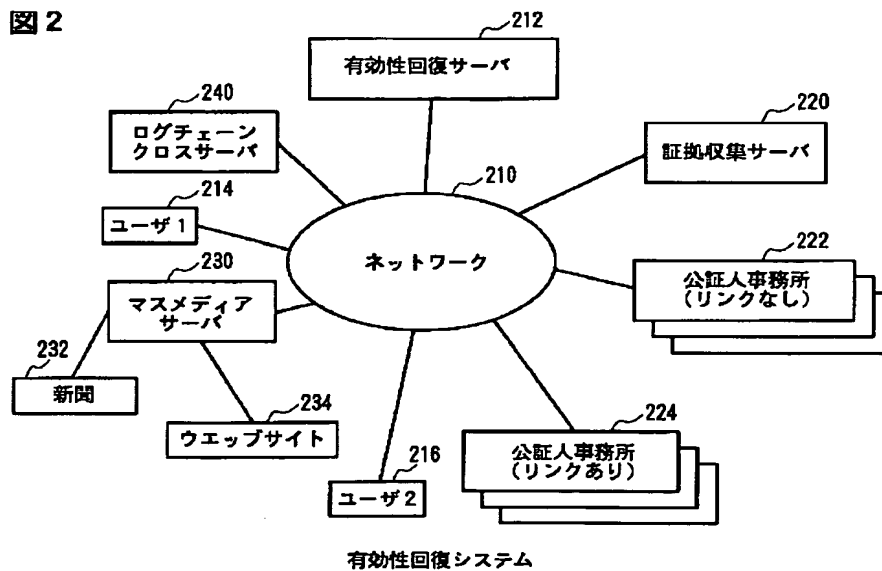 図2
212
有効性回復サーバ
240
ログチェーン
クロスサーバ
220
証拠収集サーバ
214
ユーザ1
210
ネットワーク
230
マスメディア
サーバ
222
公証人事務所
(リンクなし)
232
新聞
234
ウエッブサイト
216
ユーザ2
224
公証人事務所
(リンクあり)
有効性回復システム